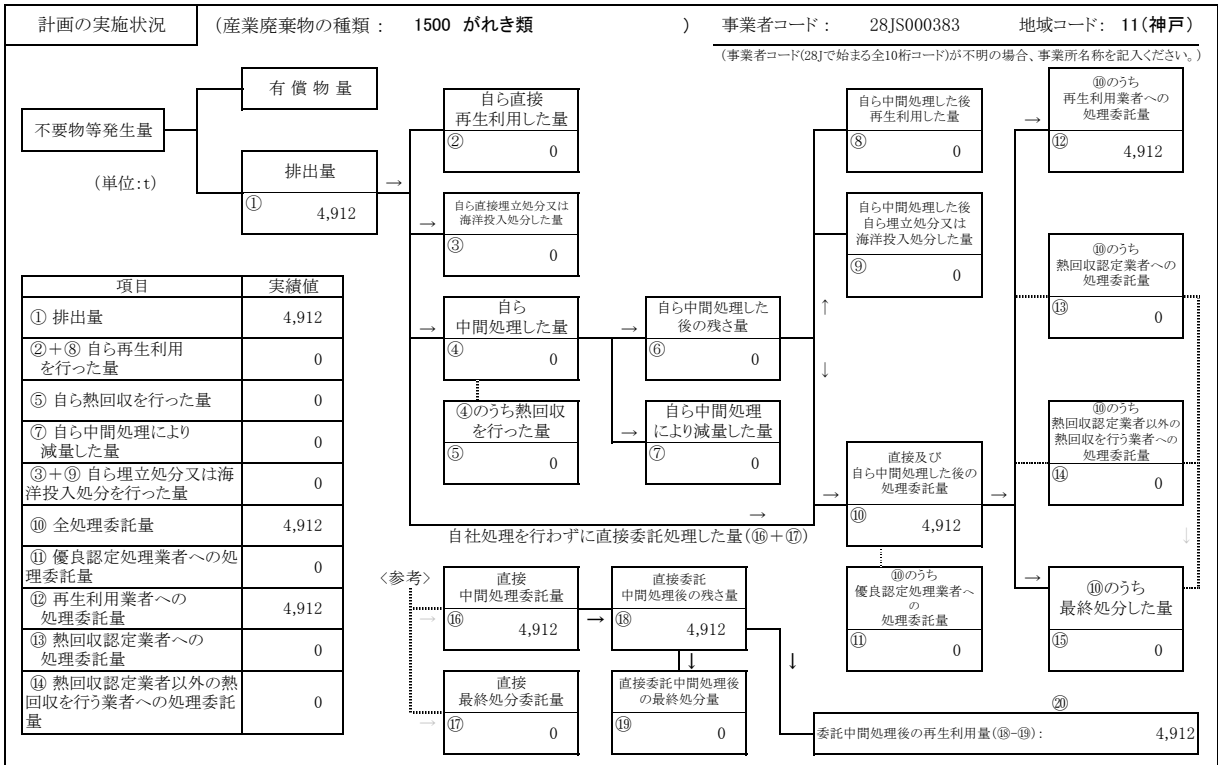 計画の実施状況
(産業廃棄物の種類： 1500 がれき類 )
事業者コード： 28JS000383
地域コード： 11(神戸)
(事業者コード(28Jで始まる全10桁コード)が不明の場合、事業所名称を記入ください。)
不要物等発生量
(単位:t)
有 償 物 量
排出量
→
① 4,912
自ら直接
再生利用した量
② 0
→
自ら直接埋立処分又は
海洋投入処分した量
③ 0
→
自ら
中間処理した量
④ 0
④のうち熱回収
を行った量
⑤ 0
→
自ら中間処理した
後の残さ量
⑥ 0
→
自ら中間処理
により減量した量
⑦ 0
自ら中間処理した後
再生利用した量
⑧ 0
自ら中間処理した後
自ら埋立処分又は
海洋投入処分した量
⑨ 0
↑
↓
→
自社処理を行わずに直接委託処理した量(⑯＋⑰)
→
直接及び
自ら中間処理した後の
処理委託量
⑩ 4,912
→
⑩のうち
優良認定処理業者へ
の
処理委託量
⑪ 0
→
⑩のうち
再生利用業者への
処理委託量
⑫ 4,912
⑩のうち
熱回収認定業者への
処理委託量
⑬ 0
⑩のうち
熱回収認定業者以外の
熱回収を行う業者への
処理委託量
⑭ 0
↓
→
⑩のうち
最終処分した量
⑮ 0
項目 実績値
① 排出量 4,912
②＋⑧ 自ら再生利用
を行った量 0
⑤ 自ら熱回収を行った量 0
⑦ 自ら中間処理により
減量した量 0
③＋⑨ 自ら埋立処分又は海
洋投入処分を行った量 0
⑩ 全処理委託量 4,912
⑪ 優良認定処理業者への処
理委託量 0
⑫ 再生利用業者への
処理委託量 4,912
⑬ 熱回収認定業者への
処理委託量 0
⑭ 熱回収認定業者以外の熱
回収を行う業者への処理委託
量 0
〈参考〉
→
直接
中間処理委託量
⑯ 4,912
→
直接委託
中間処理後の残さ量
⑱ 4,912
→
直接
最終処分委託量
⑰ 0
↓
直接委託中間処理後
の最終処分量
⑲ 0
↓
⑳
委託中間処理後の再生利用量(⑱-⑲)： 4,912